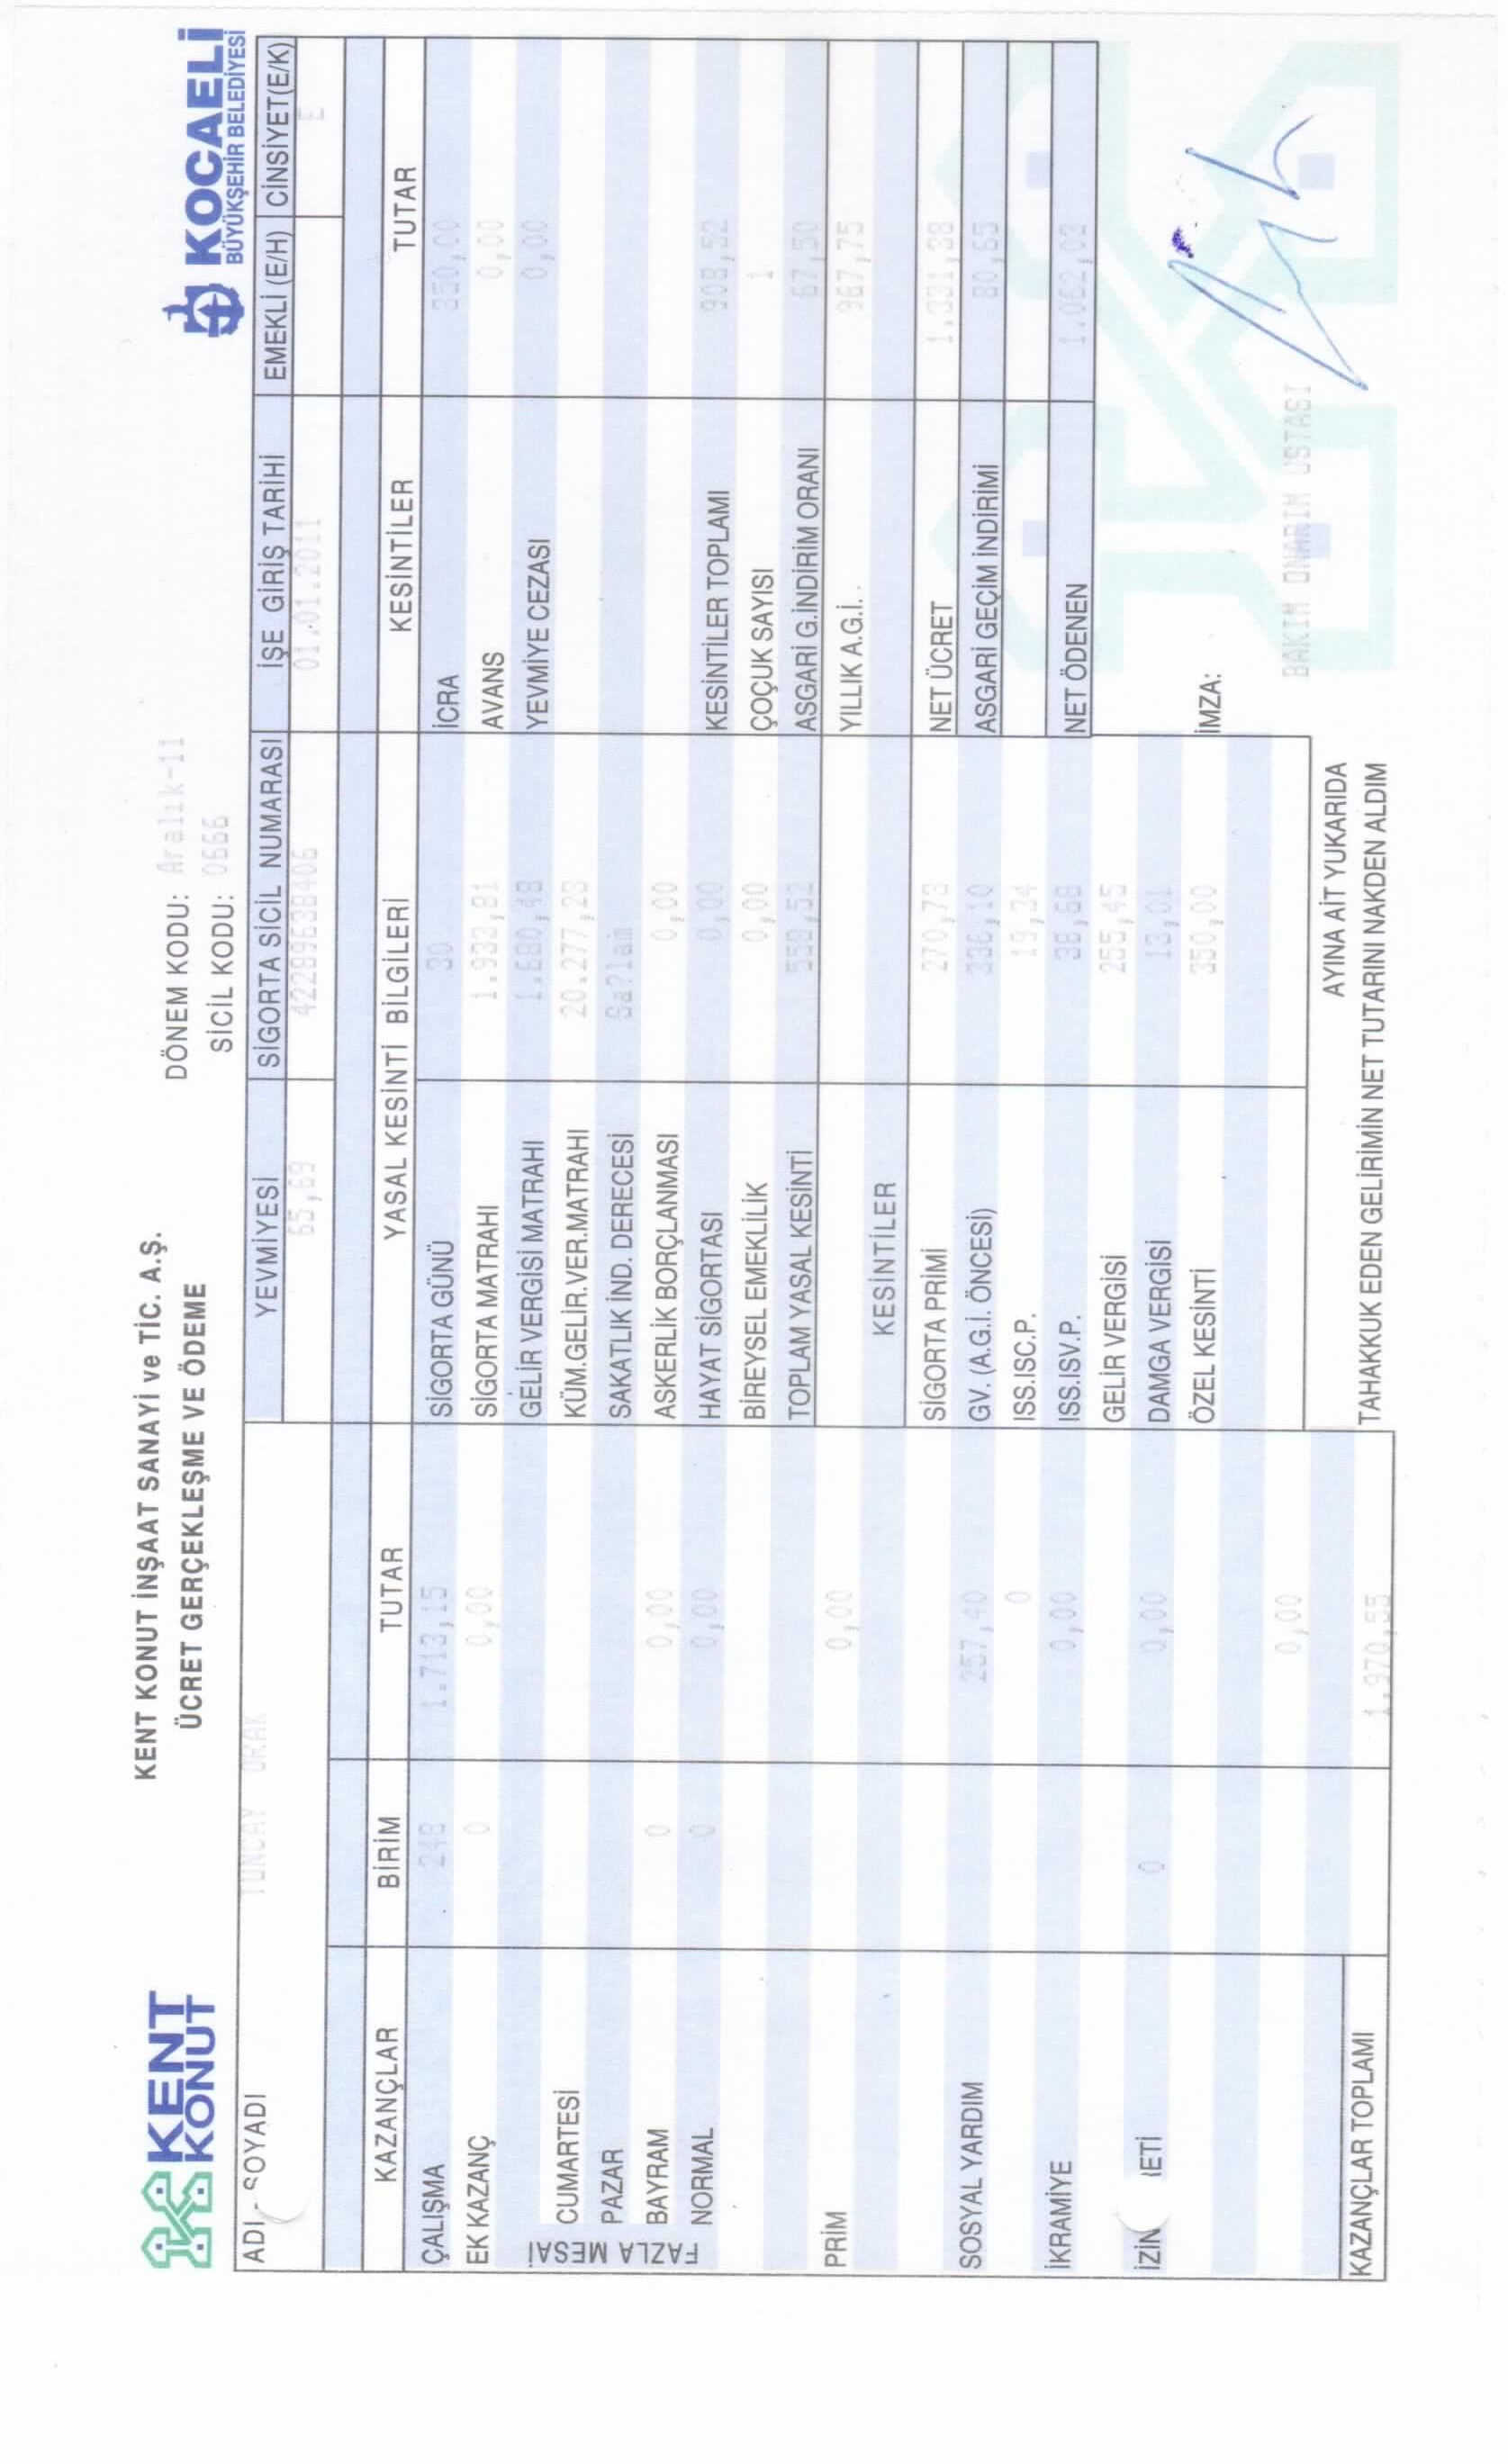 KENT KONUT
KENT KONUT İNŞAAT SANAYİ ve TİC. A.Ş.
ÜCRET GERÇEKLEŞME VE ÖDEME
DÖNEM KODU: Aralık-11
SİCİL KODU: 0666
KOCAELİ
BÜYÜKŞEHİR BELEDİYESİ
ADI - SOYADI TUNCAY ORAK
YEVMİYESİ SİGORTA SİCİL NUMARASI İŞE GİRİŞ TARİHİ EMEKLİ (E/H) CİNSİYET(E/K)
65,69 42289638406 01.01.2011 E
KAZANÇLAR BİRİM TUTAR YASAL KESİNTİ BİLGİLERİ KESİNTİLER TUTAR
ÇALIŞMA 248 1.713,15 SİGORTA GÜNÜ 30 İCRA 350,00
EK KAZANÇ 0 0,00 SİGORTA MATRAHI 1.933,81 AVANS 0,00
GELİR VERGİSİ MATRAHI 1.680,48 YEVMİYE CEZASI 0,00
FAZLA MESAİ
CUMARTESİ KÜM.GELİR.VER.MATRAHI 20.277,23
PAZAR SAKATLIK İND. DERECESİ Sa?lam
BAYRAM 0 0,00 ASKERLİK BORÇLANMASI 0,00
NORMAL 0 0,00 HAYAT SİGORTASI 0,00 KESİNTİLER TOPLAMI 908,52
BİREYSEL EMEKLİLİK 0,00 ÇOÇUK SAYISI 1
TOPLAM YASAL KESİNTİ 558,52 ASGARİ G.İNDİRİM ORANI 67,50
PRİM 0,00 YILLIK A.G.İ. 967,75
KESİNTİLER
SİGORTA PRİMİ 270,73 NET ÜCRET 1.331,38
SOSYAL YARDIM 257,40 GV. (A.G.İ. ÖNCESİ) 336,10 ASGARİ GEÇİM İNDİRİMİ 80,65
0 ISS.ISC.P. 19,34
İKRAMİYE 0,00 ISS.ISV.P. 38,68 NET ÖDENEN 1.062,03
GELİR VERGİSİ 255,45
İZİN RETİ 0 0,00 DAMGA VERGİSİ 13,01
ÖZEL KESİNTİ 350,00 İMZA:
0,00 BAKIM ONARIM USTASI
AYINA AİT YUKARIDA
KAZANÇLAR TOPLAMI 1.970,55 TAHAKKUK EDEN GELİRİMİN NET TUTARINI NAKDEN ALDIM